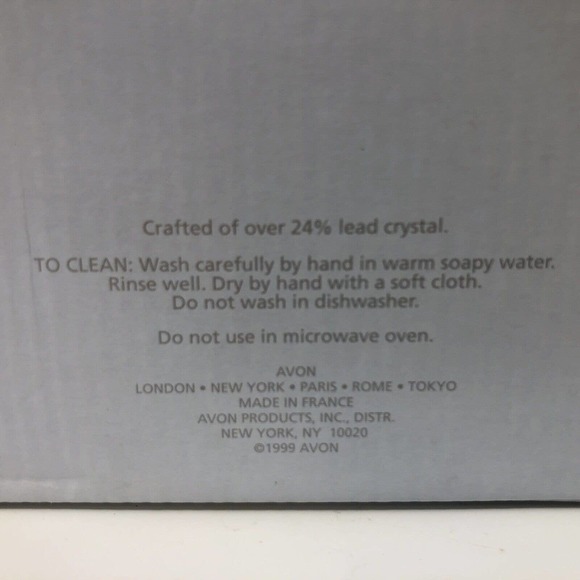 Crafted of over 24% lead crystal.
TO CLEAN: Wash carefully by hand in warm soapy water.
Rinse well. Dry by hand with a soft cloth.
Do not wash in dishwasher.
Do not use in microwave oven.
AVON
LONDON • NEW YORK • PARIS • ROME • TOKYO
MADE IN FRANCE
AVON PRODUCTS, INC., DISTR.
NEW YORK, NY 10020
©1999 AVON